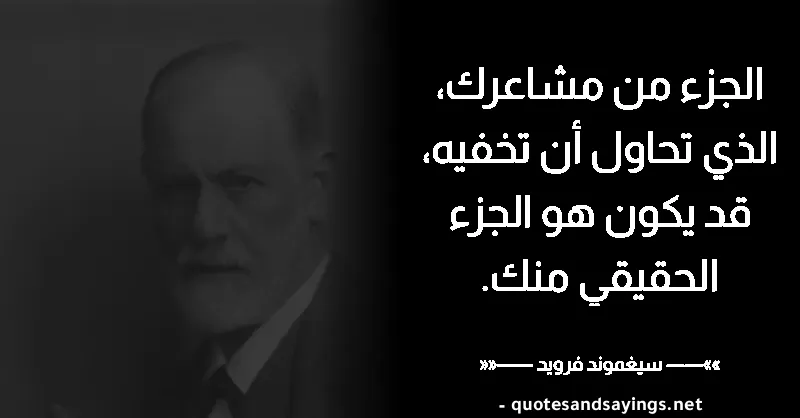 الجزء من مشاعرك،
الذي تحاول أن تخفيه،
قد يكون هو الجزء
الحقيقي منك.
»»—— سيغموند فرويد ——««
- quotesandsayings.net